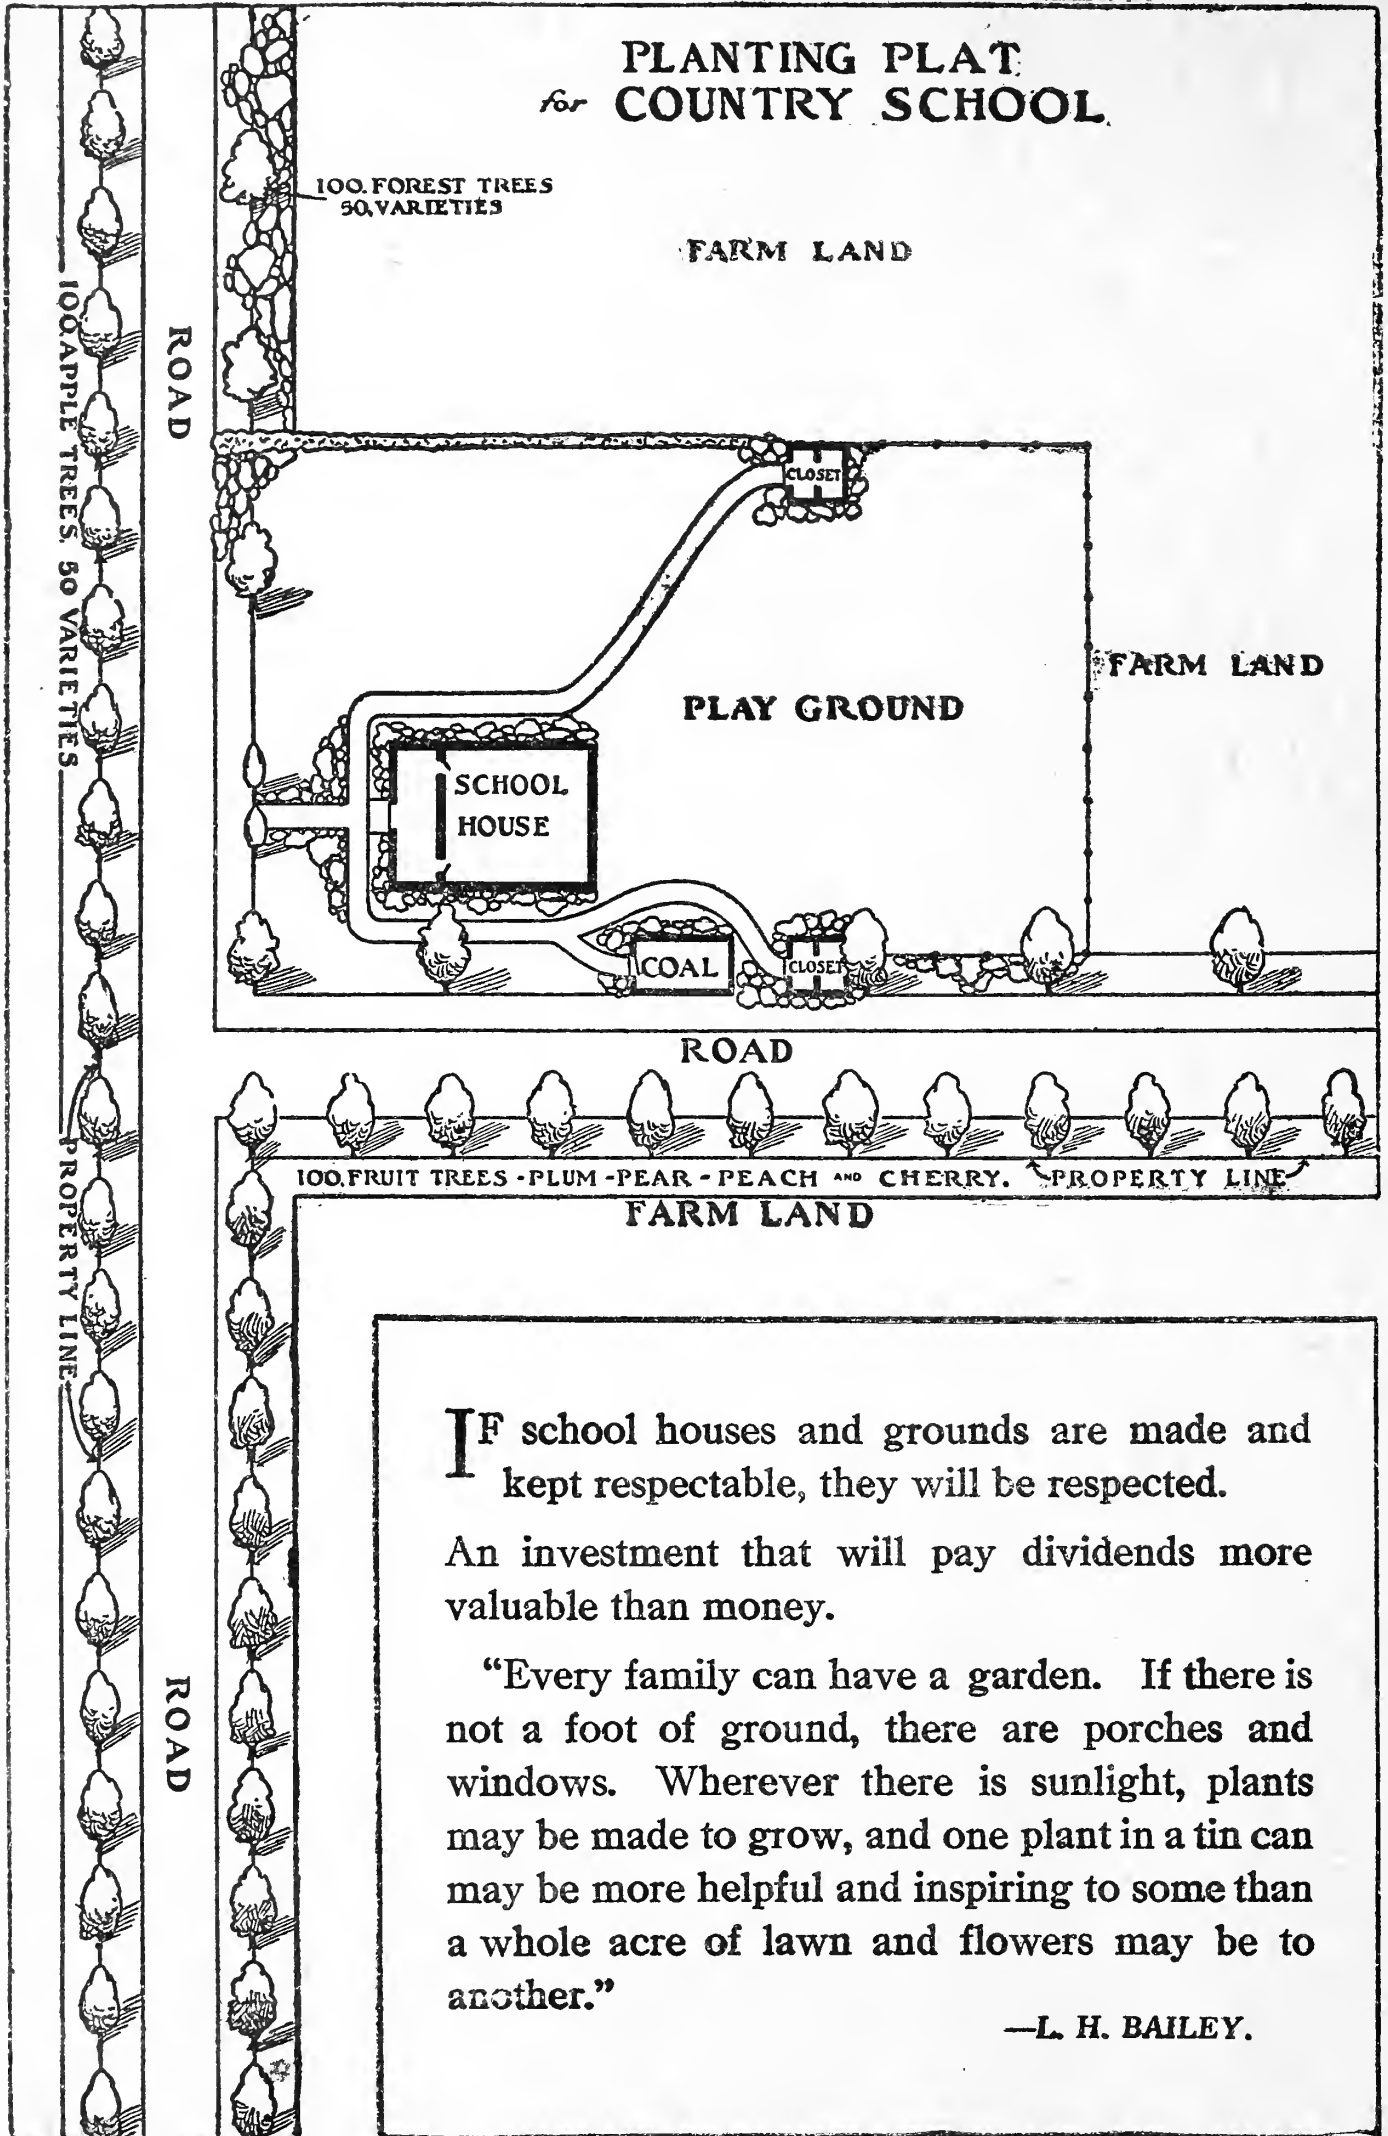 PLANTING PLAT
for COUNTRY SCHOOL
100. FOREST TREES
50. VARIETIES
FARM LAND
ROAD
100. APPLE TREES. 50 VARIETIES
CLOSET
FARM LAND
PLAY GROUND
SCHOOL
HOUSE
COAL
CLOSET
ROAD
100. FRUIT TREES - PLUM - PEAR - PEACH AND CHERRY. PROPERTY LINE
FARM LAND
PROPERTY LINE
ROAD
IF school houses and grounds are made and
kept respectable, they will be respected.
An investment that will pay dividends more
valuable than money.
“Every family can have a garden. If there is
not a foot of ground, there are porches and
windows. Wherever there is sunlight, plants
may be made to grow, and one plant in a tin can
may be more helpful and inspiring to some than
a whole acre of lawn and flowers may be to
another.”
—L. H. BAILEY.